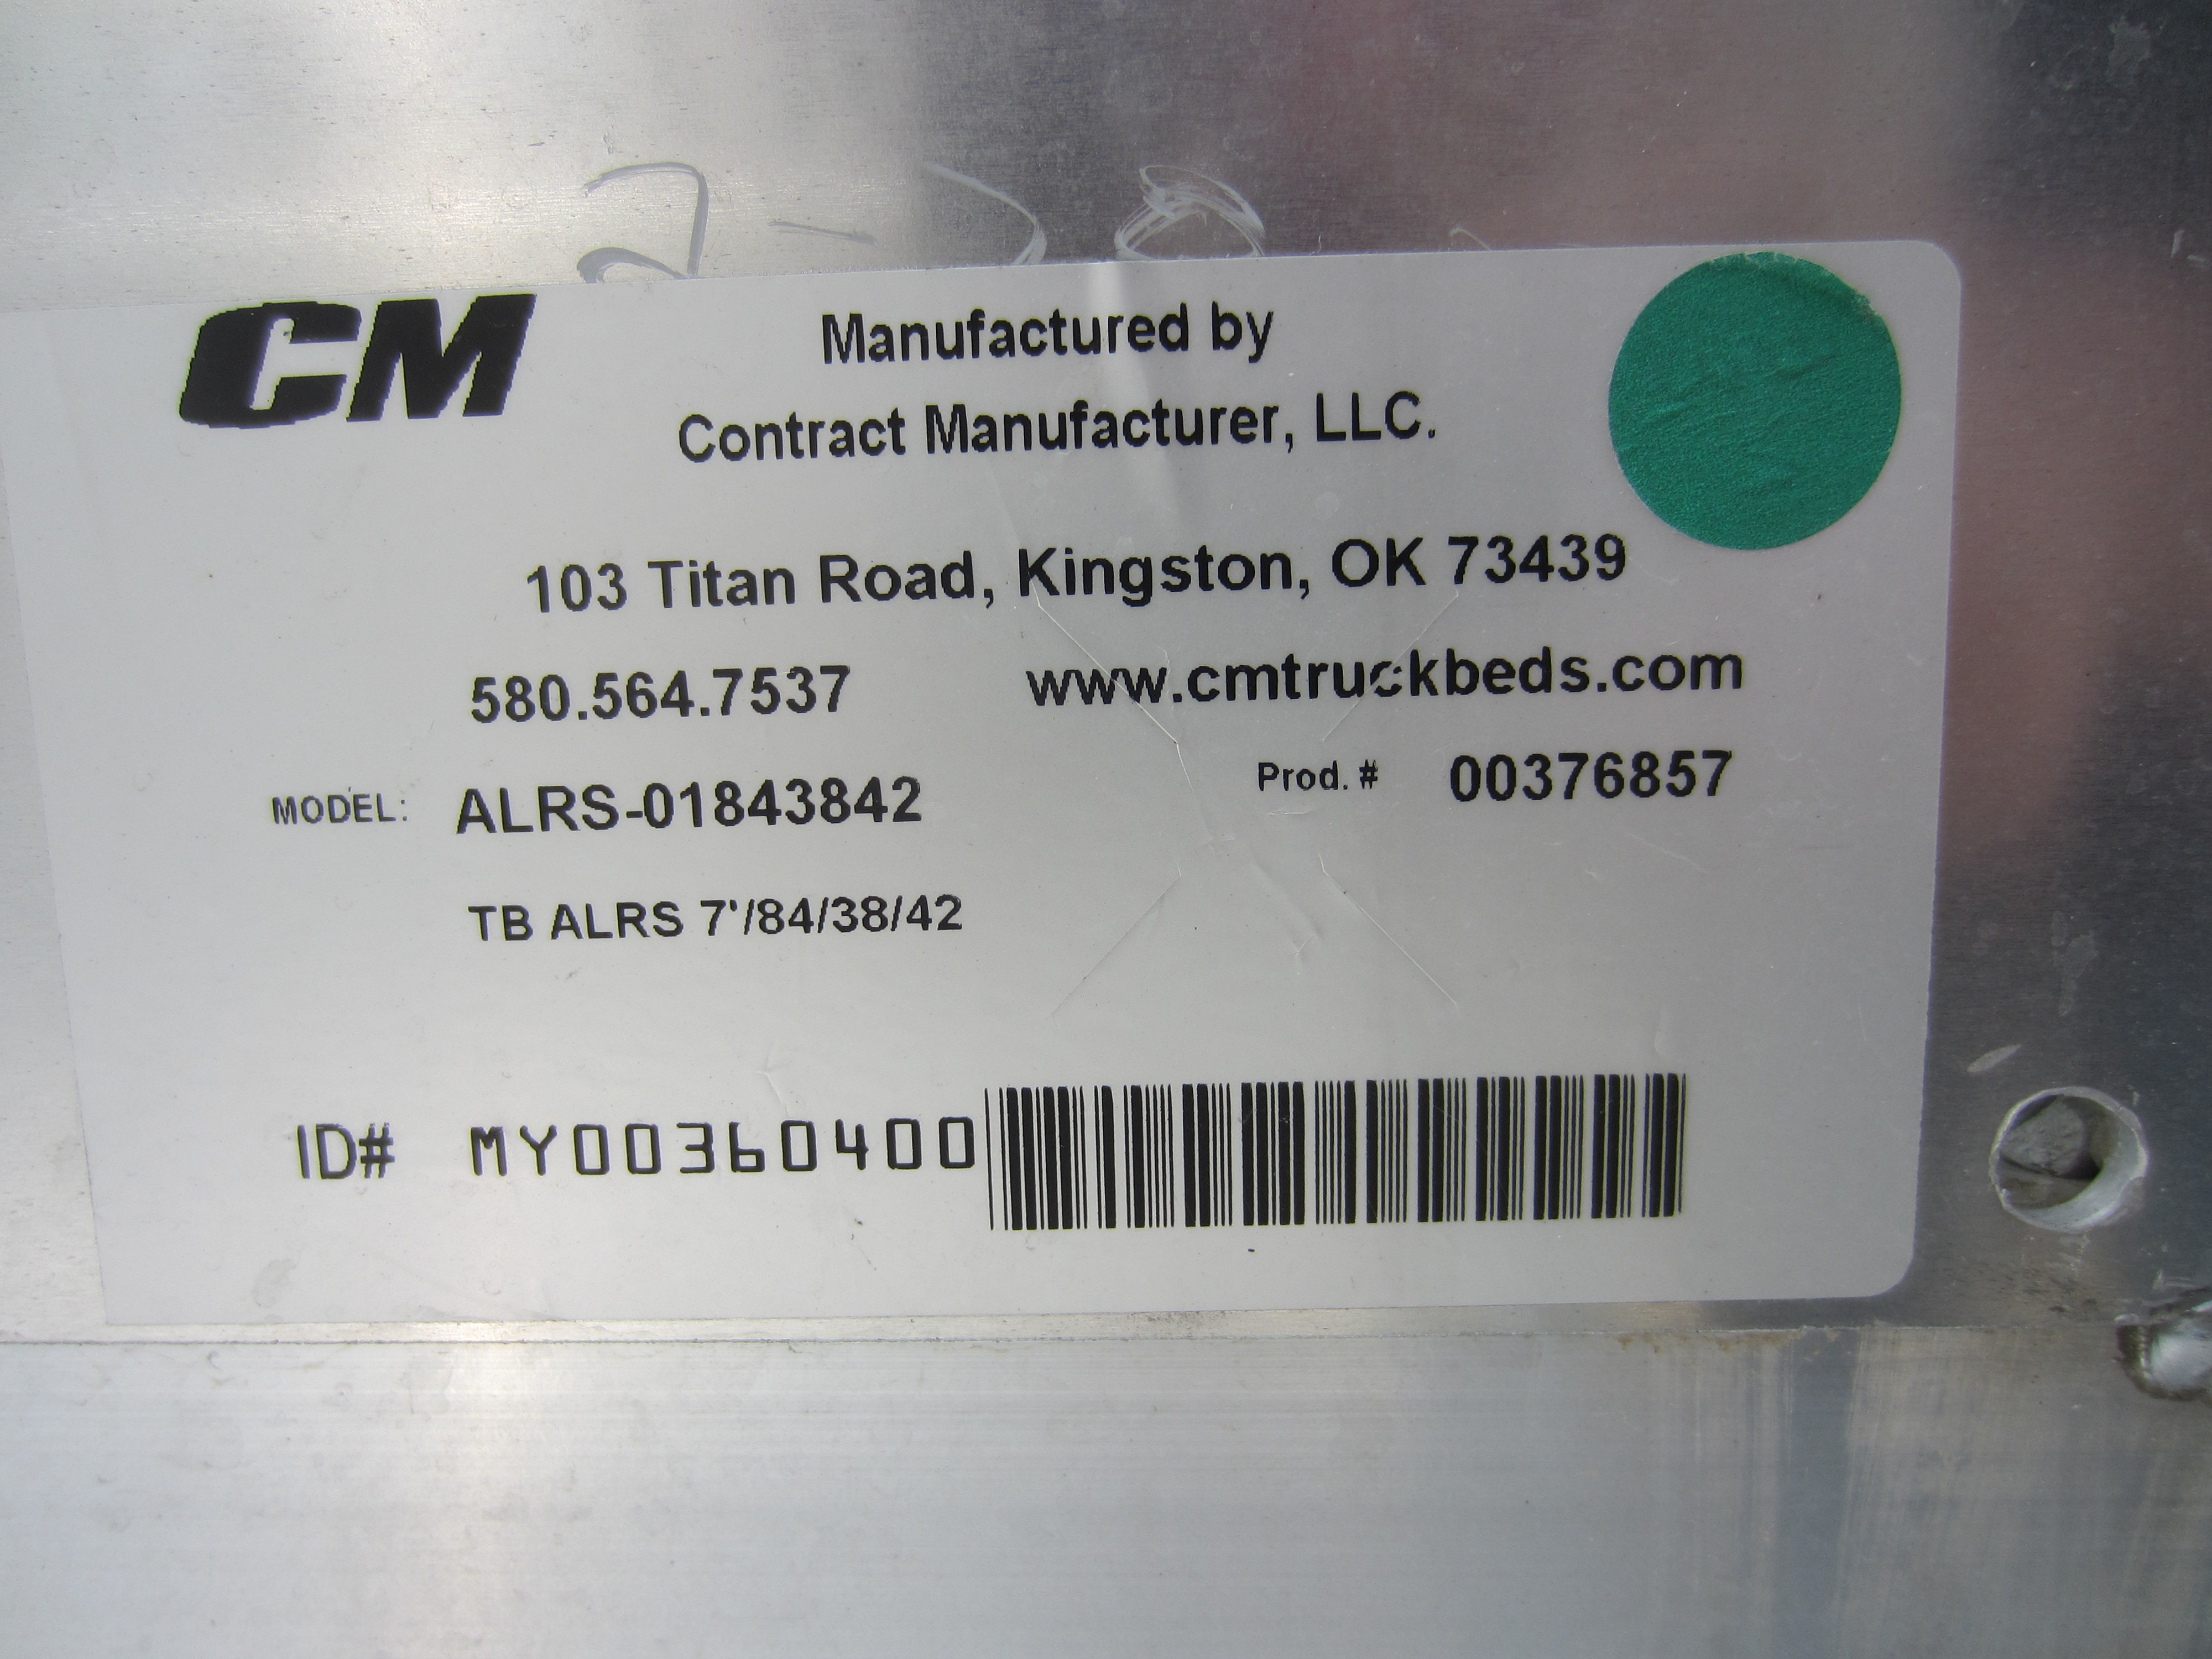 CM
Manufactured by
Contract Manufacturer, LLC.
103 Titan Road, Kingston, OK 73439
580.564.7537 www.cmtruckbeds.com
MODEL: ALRS-01843842 Prod. # 00376857
TB ALRS 7'/84/38/42
ID# MY00360400